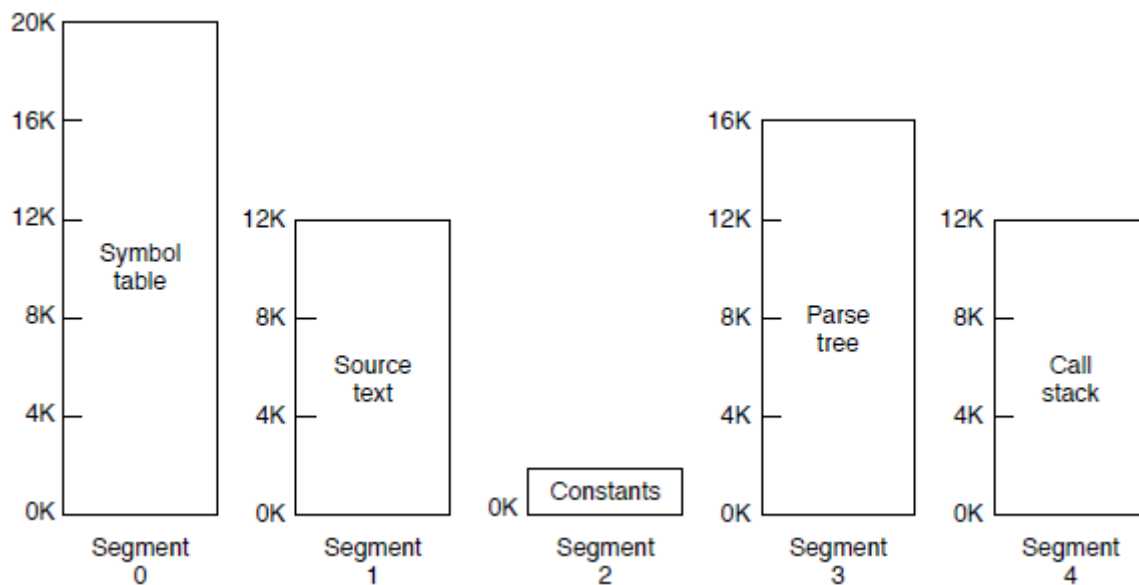 20K
16K
12K
8K
4K
0K
Symbol
table
Segment
0
12K
8K
4K
0K
Source
text
Segment
1
0K
Constants
Segment
2
16K
12K
8K
4K
0K
Parse
tree
Segment
3
12K
8K
4K
0K
Call
stack
Segment
4